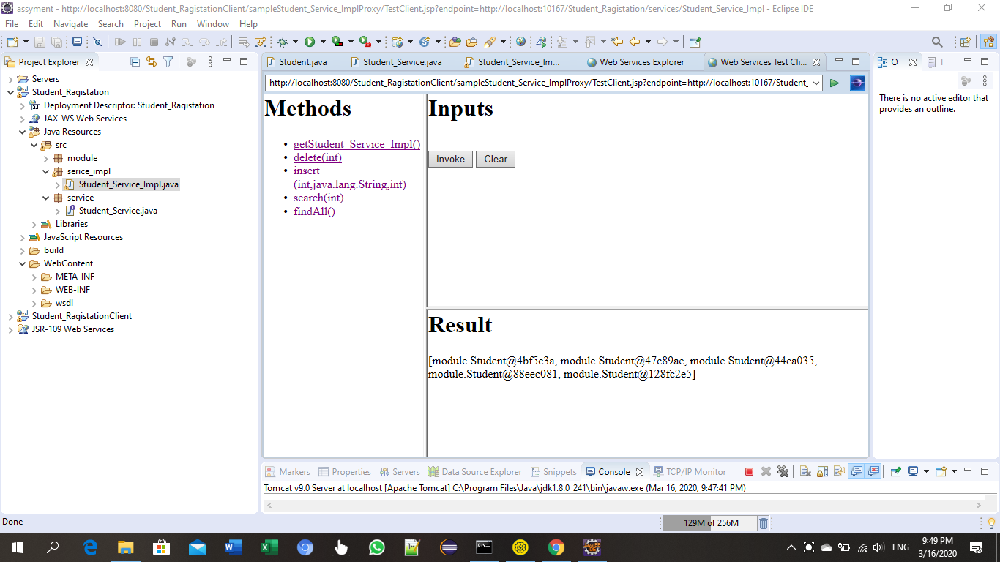 assyment - http://localhost:8080/Student_RagistationClient/sampleStudent_Service_ImplProxy/TestClient.jsp?endpoint=http://localhost:10167/Student_Ragistation/services/Student_Service_Impl - Eclipse IDE
File Edit Navigate Search Project Run Window Help
Project Explorer
Servers
Student_Ragistation
Deployment Descriptor: Student_Ragistation
JAX-WS Web Services
Java Resources
src
module
serice_impl
Student_Service_Impl.java
service
Student_Service.java
Libraries
JavaScript Resources
build
WebContent
META-INF
WEB-INF
wsdl
Student_RagistationClient
JSR-109 Web Services
Student.java Student_Service.java Student_Service_Im... Web Services Explorer Web Services Test Cli...
http://localhost:8080/Student_RagistationClient/sampleStudent_Service_ImplProxy/TestClient.jsp?endpoint=http://localhost:10167/Student_
Methods
getStudent_Service_Impl()
delete(int)
insert
(int,java.lang.String,int)
search(int)
findAll()
Inputs
Invoke Clear
Result
[module.Student@4bf5c3a, module.Student@47c89ae, module.Student@44ea035,
module.Student@88eec081, module.Student@128fc2e5]
O T
There is no active editor that
provides an outline.
Markers Properties Servers Data Source Explorer Snippets Console TCP/IP Monitor
Tomcat v9.0 Server at localhost [Apache Tomcat] C:\Program Files\Java\jdk1.8.0_241\bin\javaw.exe (Mar 16, 2020, 9:47:41 PM)
Done
129M of 256M
ENG
9:49 PM
3/16/2020